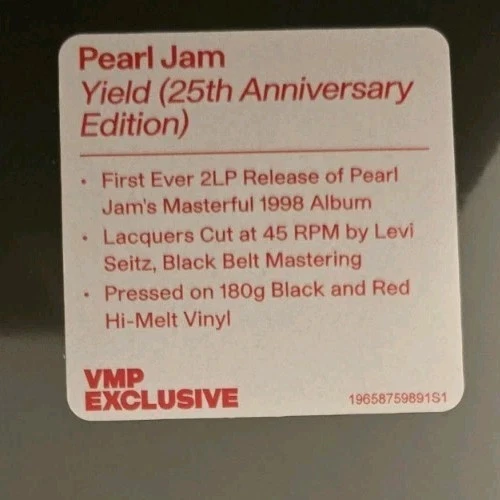 Pearl Jam
Yield (25th Anniversary
Edition)
• First Ever 2LP Release of Pearl
Jam's Masterful 1998 Album
• Lacquers Cut at 45 RPM by Levi
Seitz, Black Belt Mastering
• Pressed on 180g Black and Red
Hi-Melt Vinyl
VMP
EXCLUSIVE
19658759891S1